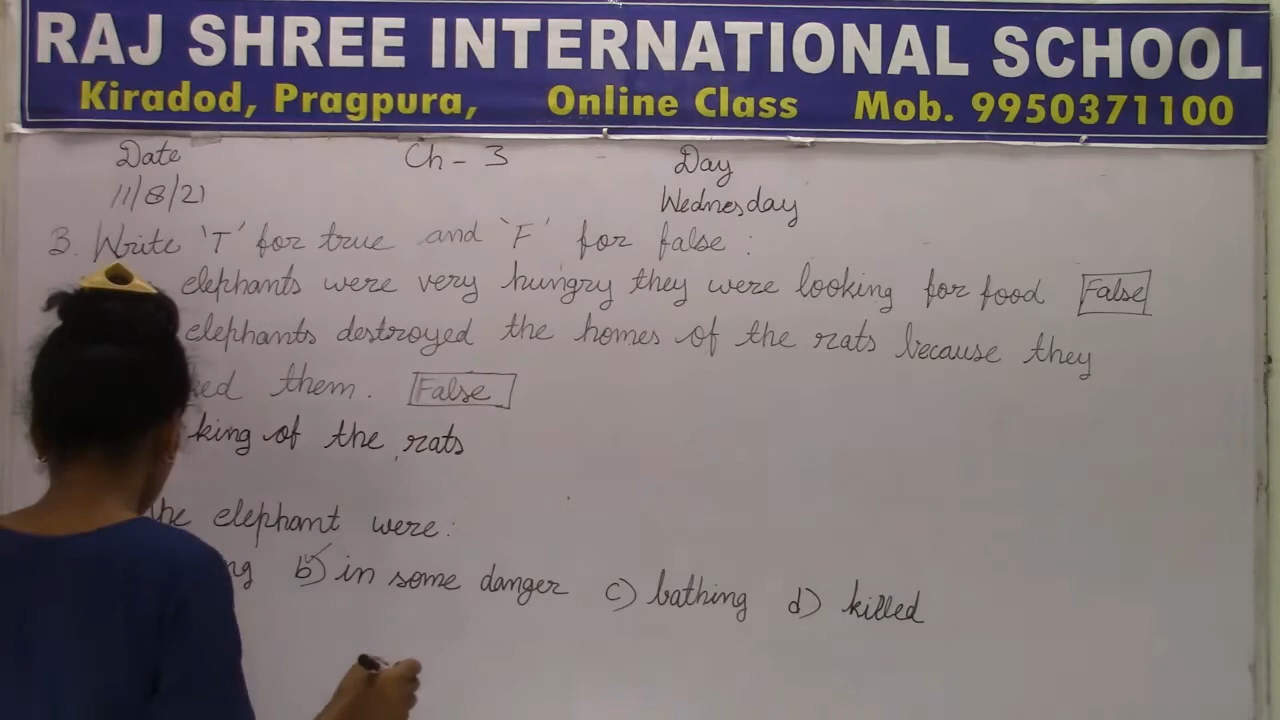 RAJ SHREE INTERNATIONAL SCHOOL
Kiradod, Pragpura, Online Class Mob. 9950371100
Date Ch - 3 Day
11/8/21 Wednesday
3. Write 'T' for true and 'F' for false :
elephants were very hungry they were looking for food False
elephants destroyed the homes of the rats because they
them. False
king of the rats
the elephant were :
b) in some danger c) bathing d) killed